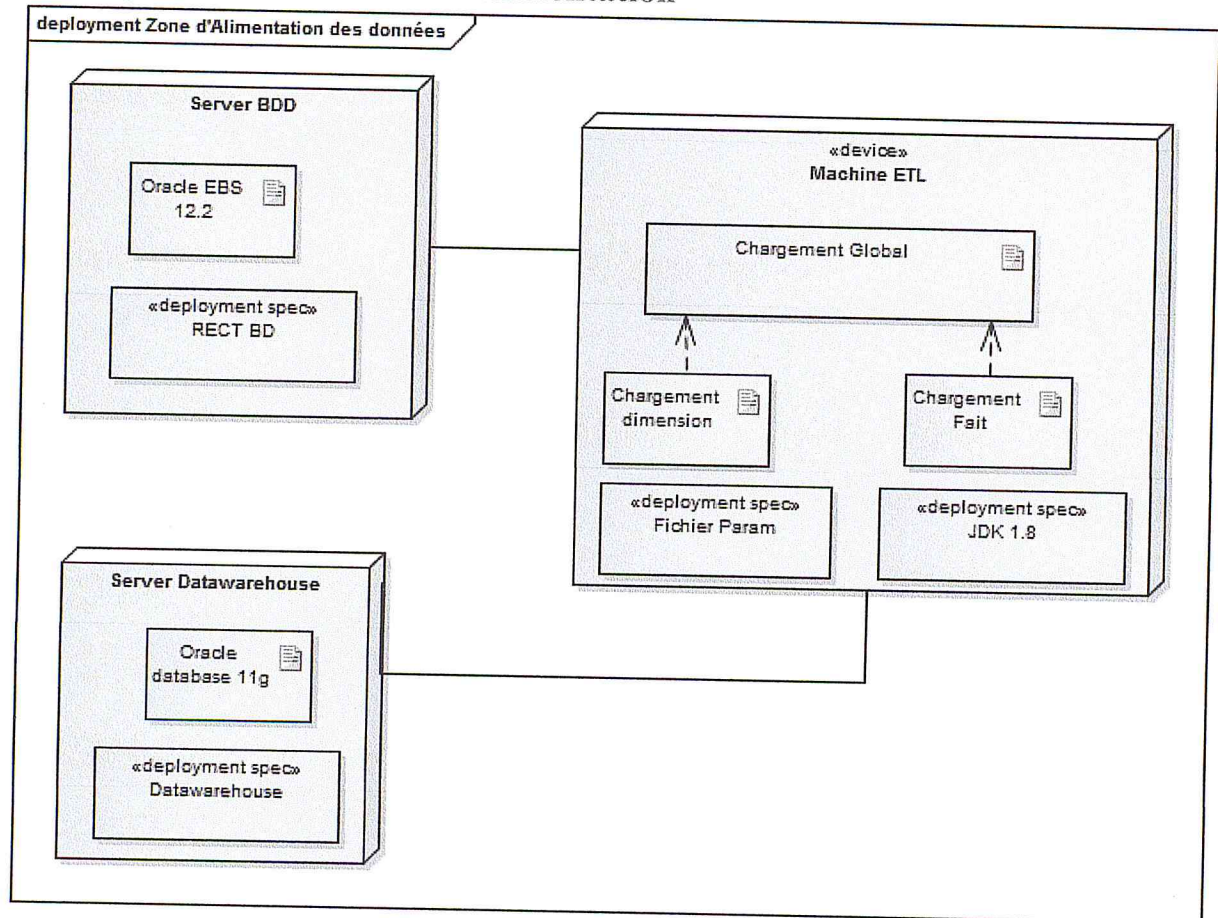 deployment Zone d'Alimentation des données
Server BDD
Oracle EBS
12.2
«deployment spec»
RECT BD
«device»
Machine ETL
Chargement Global
Chargement
dimension
Chargement
Fait
«deployment spec»
Fichier Param
«deployment spec»
JDK 1.8
Server Datawarehouse
Oracle
database 11g
«deployment spec»
Datawarehouse